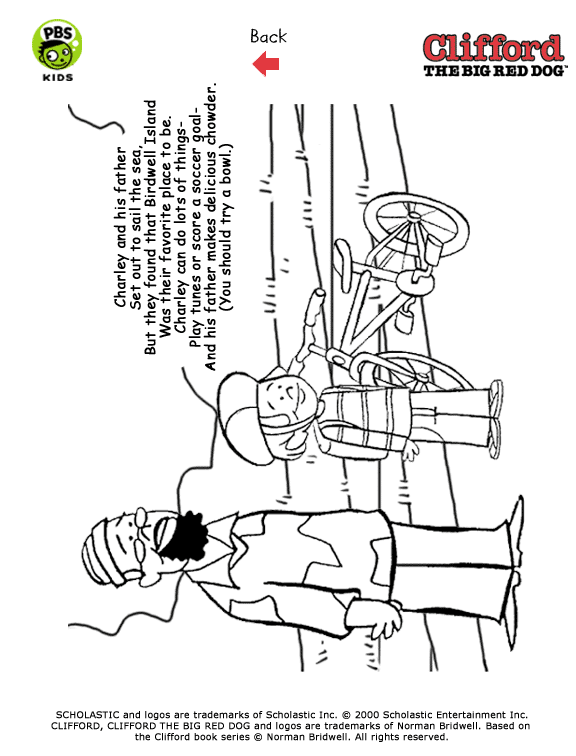 PBS
KIDS
Back
Clifford
THE BIG RED DOG™
Charley and his father
Set out to sail the sea,
But they found that Birdwell Island
Was their favorite place to be.
Charley can do lots of things-
Play tunes or score a soccer goal-
And his father makes delicious chowder.
(You should try a bowl.)
SCHOLASTIC and logos are trademarks of Scholastic Inc. © 2000 Scholastic Entertainment Inc.
CLIFFORD, CLIFFORD THE BIG RED DOG and logos are trademarks of Norman Bridwell. Based on
the Clifford book series © Norman Bridwell. All rights reserved.